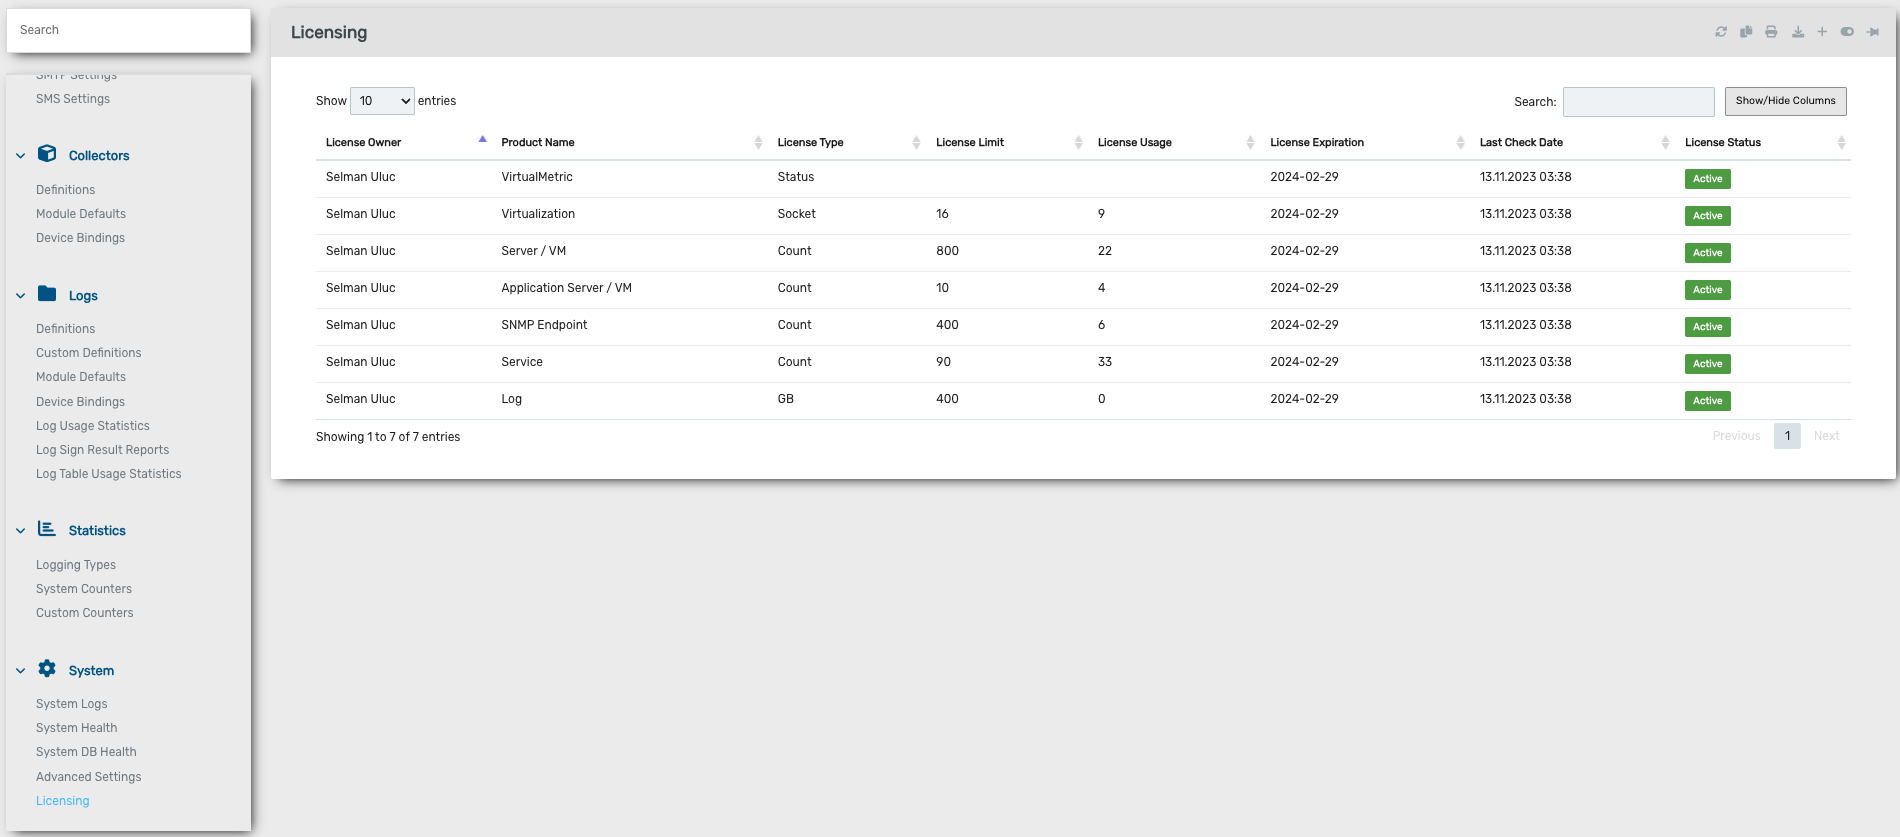 Search
SMTP Settings
SMS Settings
Collectors
Definitions
Module Defaults
Device Bindings
Logs
Definitions
Custom Definitions
Module Defaults
Device Bindings
Log Usage Statistics
Log Sign Result Reports
Log Table Usage Statistics
Statistics
Logging Types
System Counters
Custom Counters
System
System Logs
System Health
System DB Health
Advanced Settings
Licensing
Licensing
Show 10 entries
Search: Show/Hide Columns
License Owner Product Name License Type License Limit License Usage License Expiration Last Check Date License Status
Selman Uluc VirtualMetric Status 2024-02-29 13.11.2023 03:38 Active
Selman Uluc Virtualization Socket 16 9 2024-02-29 13.11.2023 03:38 Active
Selman Uluc Server / VM Count 800 22 2024-02-29 13.11.2023 03:38 Active
Selman Uluc Application Server / VM Count 10 4 2024-02-29 13.11.2023 03:38 Active
Selman Uluc SNMP Endpoint Count 400 6 2024-02-29 13.11.2023 03:38 Active
Selman Uluc Service Count 90 33 2024-02-29 13.11.2023 03:38 Active
Selman Uluc Log GB 400 0 2024-02-29 13.11.2023 03:38 Active
Showing 1 to 7 of 7 entries
Previous 1 Next